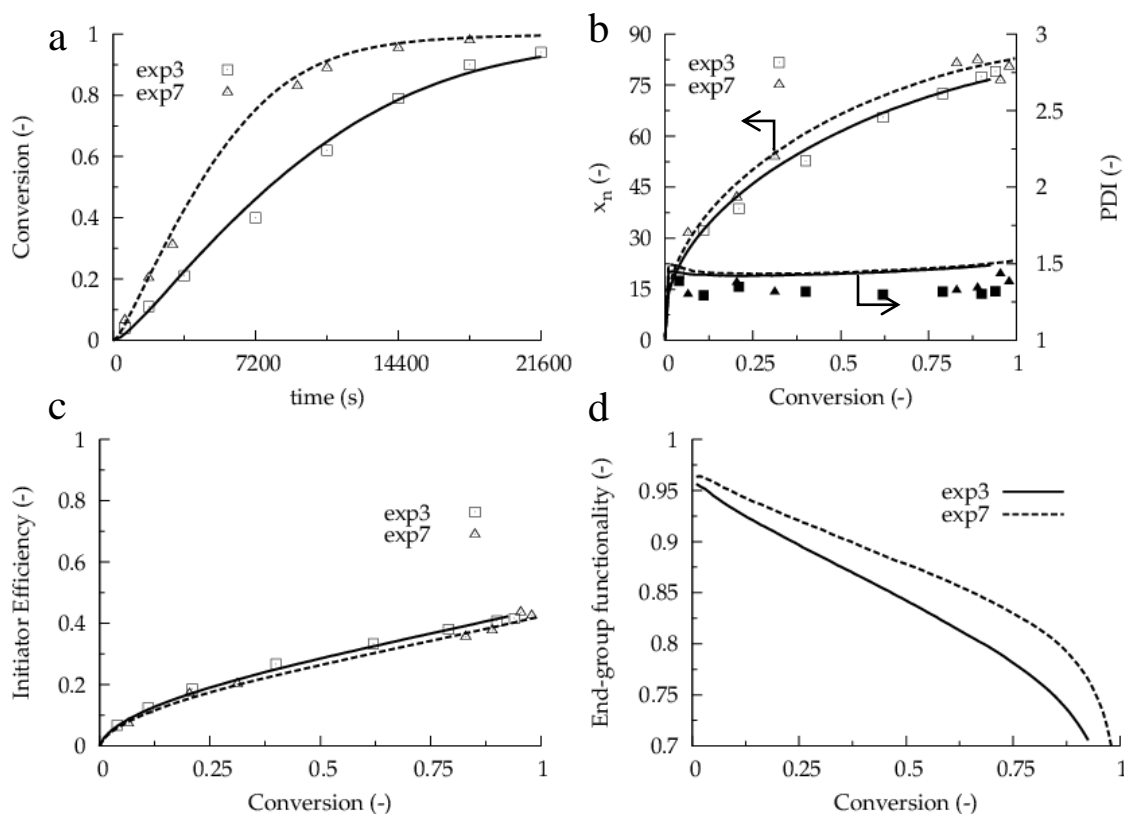 a
1
0.8
0.6
0.4
0.2
0
Conversion (-)
exp3
exp7
0 7200 14400 21600
time (s)
b
90
75
60
45
30
15
0
xn (-)
exp3
exp7
3
2.5
2
1.5
1
PDI (-)
0 0.25 0.5 0.75 1
Conversion (-)
c
1
0.8
0.6
0.4
0.2
0
Initiator Efficiency (-)
exp3
exp7
0 0.25 0.5 0.75 1
Conversion (-)
d
1
0.95
0.9
0.85
0.8
0.75
0.7
End-group functionality (-)
exp3
exp7
0 0.25 0.5 0.75 1
Conversion (-)